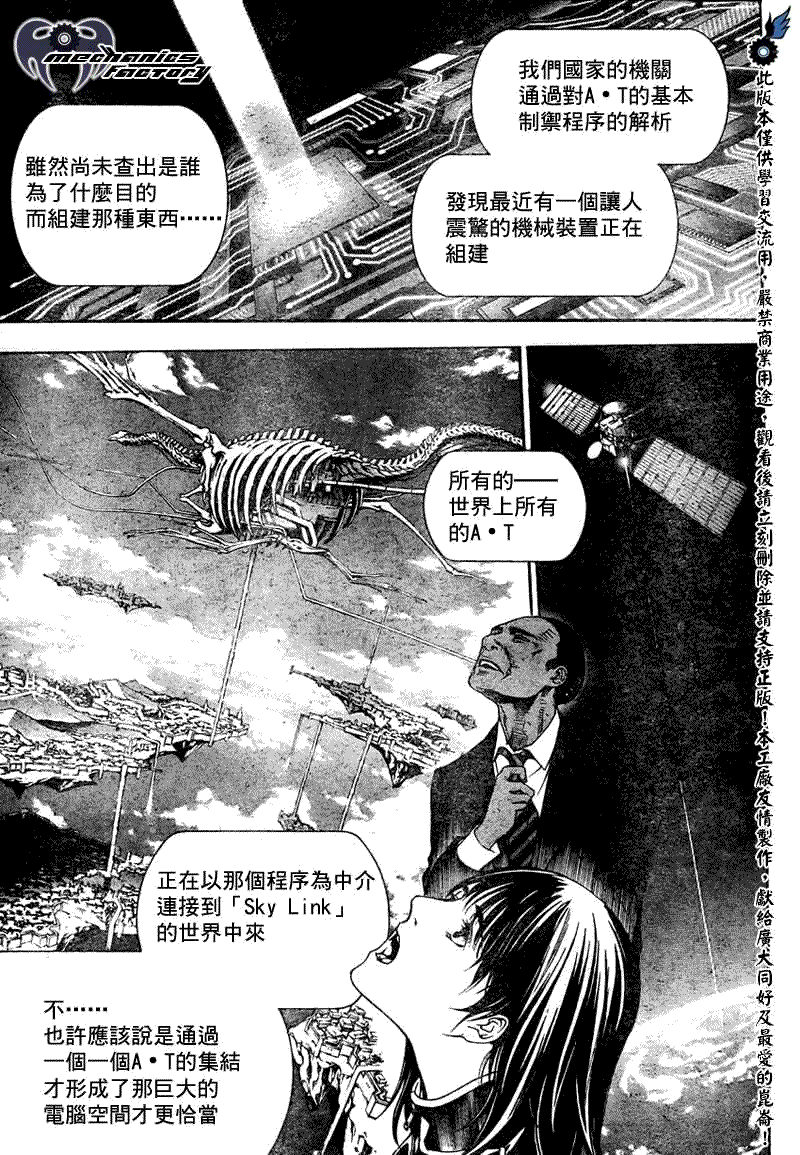 mechanics
factory
我們國家的機關
通過對A•T的基本
制禦程序的解析
發現最近有一個讓人
震驚的機械裝置正在
組建
雖然尚未查出是誰
為了什麼目的
而組建那種東西……
所有的——
世界上所有
的A•T
正在以那個程序為中介
連接到「Sky Link」
的世界中來
不……
也許應該說是通過
一個一個A•T的集結
才形成了那巨大的
電腦空間才更恰當
此版本僅供學習交流用，嚴禁商業用途，觀看後請立刻刪除並請支持正版！本工廠友情製作，獻給廣大同好及最愛的崑崙！